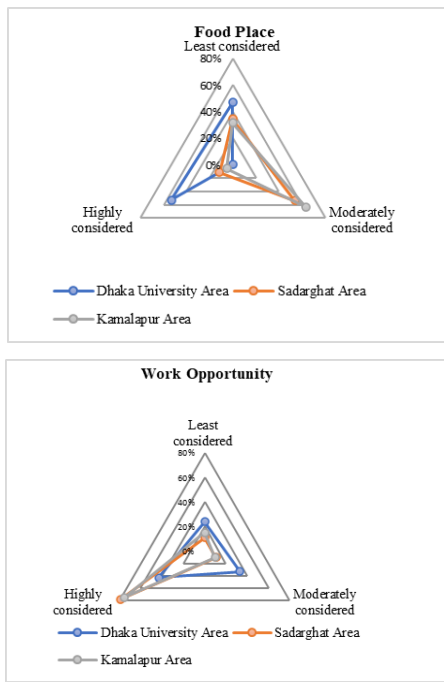 Food Place
Least considered
80%
60%
40%
20%
0%
Highly
considered
Moderately
considered
Dhaka University Area
Sadarghat Area
Kamalapur Area
Work Opportunity
Least
considered
80%
60%
40%
20%
0%
Highly
considered
Moderately
considered
Dhaka University Area
Sadarghat Area
Kamalapur Area